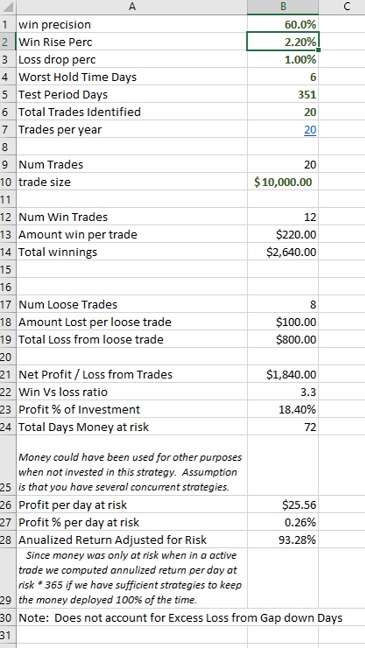 A B C
1 win precision 60.0%
2 Win Rise Perc 2.20%
3 Loss drop perc 1.00%
4 Worst Hold Time Days 6
5 Test Period Days 351
6 Total Trades Identified 20
7 Trades per year 20
8
9 Num Trades 20
10 trade size $10,000.00
11
12 Num Win Trades 12
13 Amount win per trade $220.00
14 Total winnings $2,640.00
15
16
17 Num Loose Trades 8
18 Amount Lost per loose trade $100.00
19 Total Loss from loose trade $800.00
20
21 Net Profit / Loss from Trades $1,840.00
22 Win Vs loss ratio 3.3
23 Profit % of Investment 18.40%
24 Total Days Money at risk 72
Money could have been used for other purposes
when not invested in this strategy. Assumption
25 is that you have several concurrent strategies.
26 Profit per day at risk $25.56
27 Profit % per day at risk 0.26%
28 Anualized Return Adjusted for Risk 93.28%
Since money was only at risk when in a active
trade we computed annulized return per day at
risk * 365 if we have sufficient strategies to keep
29 the money deployed 100% of the time.
30 Note: Does not account for Excess Loss from Gap down Days
31